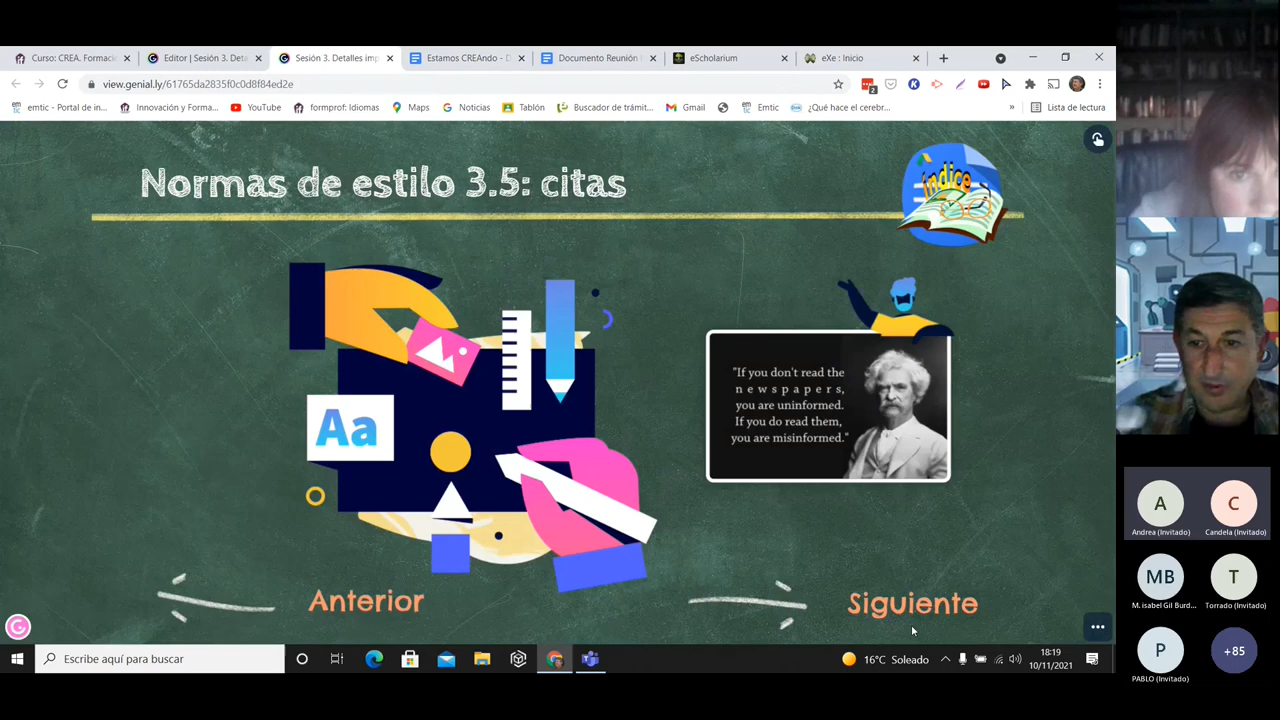 Curso: CREA. Formaci
Editor | Sesión 3. Deta
Sesión 3. Detalles imp
Estamos CREAndo - D
Documento Reunión
eScholarium
eXe : Inicio
view.genial.ly/61765da2835f0c0d8f84ed2e
2
emtic - Portal de in...
Innovación y Forma...
YouTube
formprof: Idiomas
Maps
Noticias
Tablón
Buscador de trámit...
Gmail
Emtic
¿Qué hace el cerebr...
»
Lista de lectura
Normas de estilo 3.5: citas
índice
Aa
"If you don't read the
newspapers,
you are uninformed.
If you do read them,
you are misinformed."
Anterior
Siguiente
Escribe aquí para buscar
16°C Soleado
18:19
10/11/2021
A
Andrea (Invitado)
C
Candela (Invitado)
MB
M. isabel Gil Burd...
T
Torrado (Invitado)
P
PABLO (Invitado)
+85